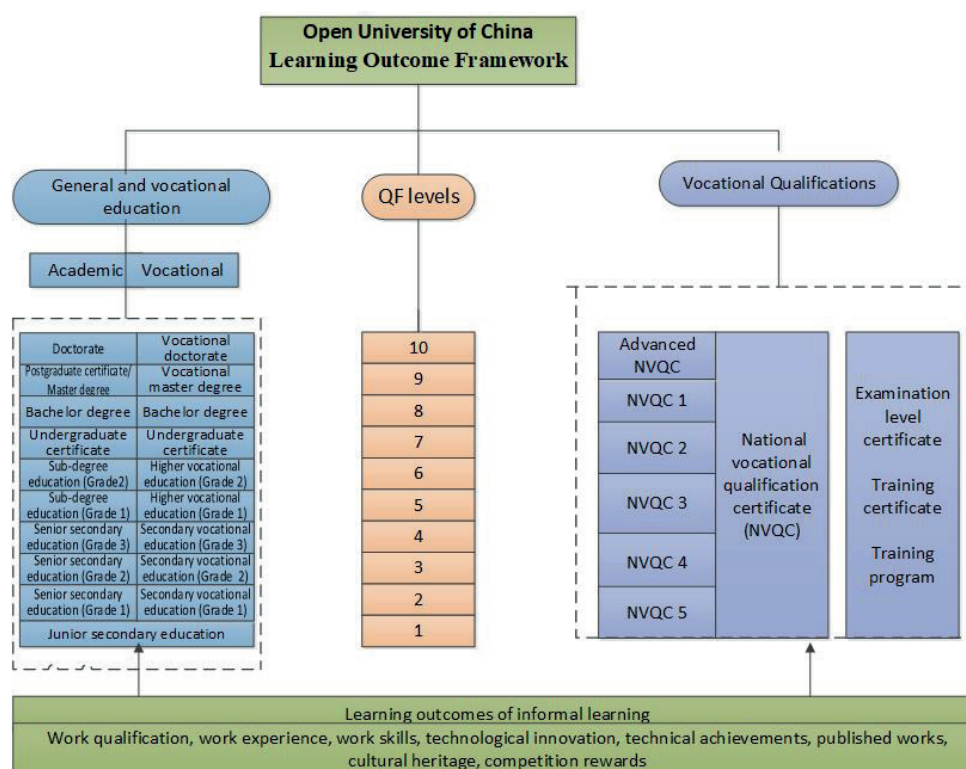 Open University of China
Learning Outcome Framework
General and vocational
education
QF levels
Vocational Qualifications
Academic
Vocational
Doctorate
Vocational
doctorate
Postgraduate certificate/
Master degree
Vocational
master degree
Bachelor degree
Bachelor degree
Undergraduate
certificate
Undergraduate
certificate
Sub-degree
education (Grade2)
Higher vocational
education (Grade 2)
Sub-degree
education (Grade 1)
Higher vocational
education (Grade 1)
Senior secondary
education (Grade 3)
Secondary vocational
education (Grade 3)
Senior secondary
education (Grade 2)
Secondary vocational
education (Grade 2)
Senior secondary
education (Grade 1)
Secondary vocational
education (Grade 1)
Junior secondary education
10
9
8
7
6
5
4
3
2
1
Advanced
NVQC
NVQC 1
NVQC 2
NVQC 3
NVQC 4
NVQC 5
National
vocational
qualification
certificate
(NVQC)
Examination
level
certificate
Training
certificate
Training
program
Learning outcomes of informal learning
Work qualification, work experience, work skills, technological innovation, technical achievements, published works,
cultural heritage, competition rewards